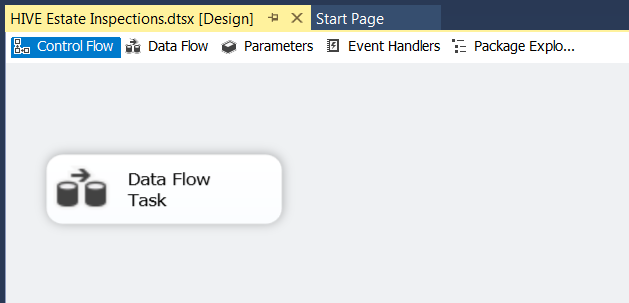 HIVE Estate Inspections.dtsx [Design] Start Page
Control Flow Data Flow Parameters Event Handlers Package Explo...
Data Flow
Task